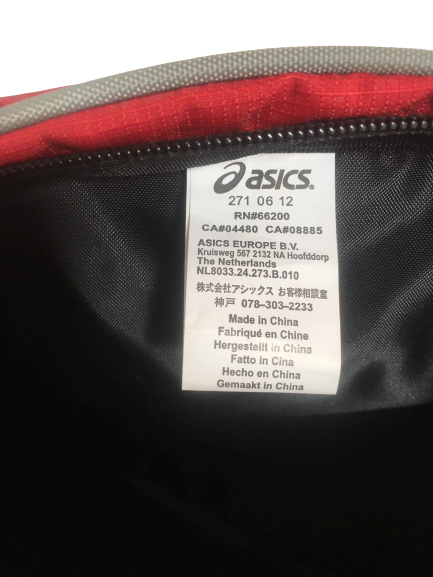 asics.
271 06 12
RN#66200
CA#04480 CA#08885
ASICS EUROPE B.V.
Kruisweg 567 2132 NA Hoofddorp
The Netherlands
NL8033.24.273.B.010
株式会社アシックス お客様相談室
神戸 078-303-2233
Made in China
Fabriqué en Chine
Hergestellt in China
Fatto in Cina
Hecho en China
Gemaakt in China